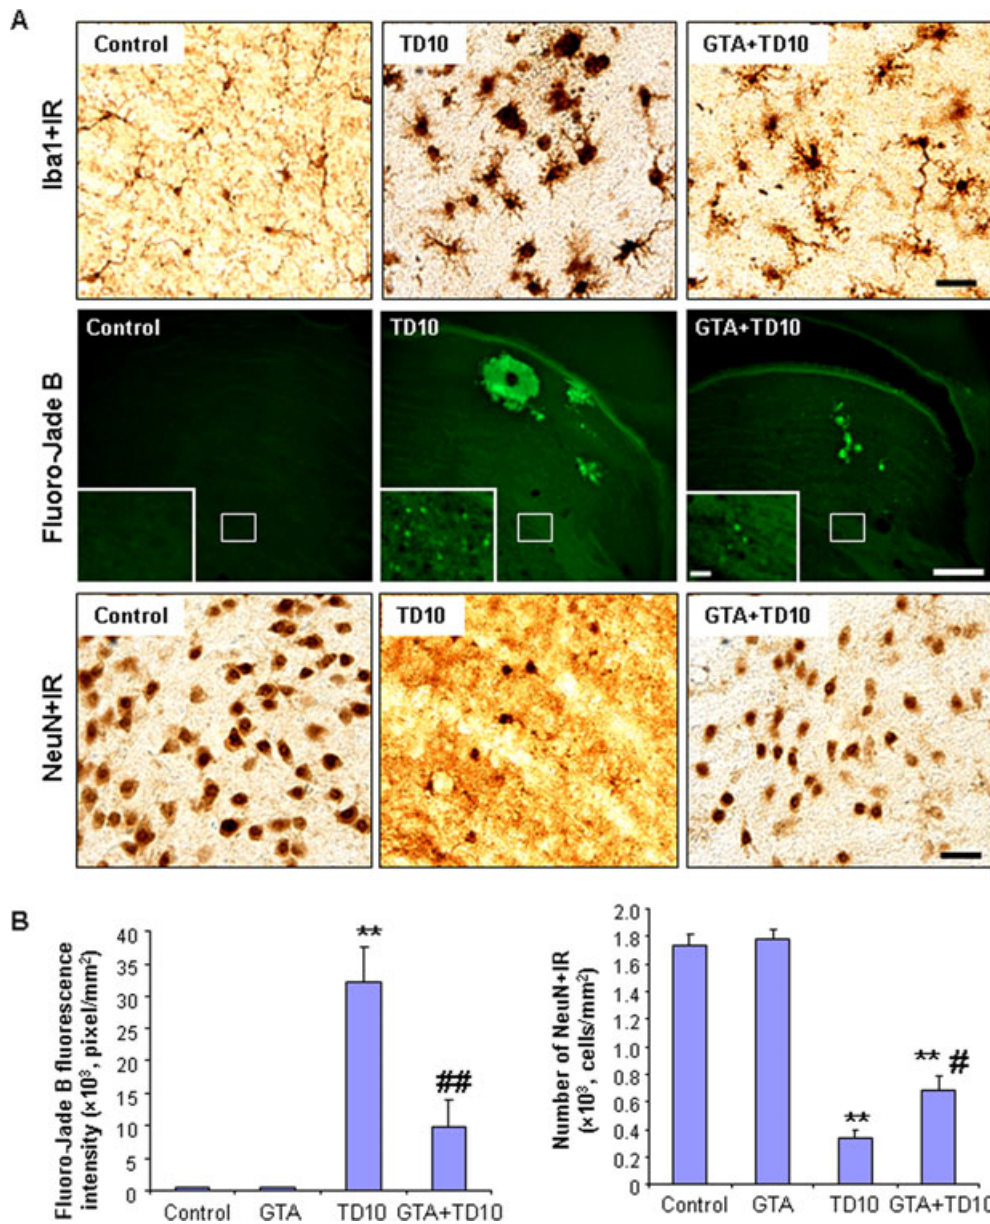 A
Control
TD10
GTA+TD10
Iba1+IR
Control
TD10
GTA+TD10
Fluoro-Jade B
Control
TD10
GTA+TD10
NeuN+IR
B
Fluoro-Jade B fluorescence
intensity (×10³, pixel/mm²)
40
35
30
25
20
15
10
5
0
**
##
Control GTA TD10 GTA+TD10
Number of NeuN+IR
(×10³, cells/mm²)
2.0
1.8
1.6
1.4
1.2
1.0
0.8
0.6
0.4
0.2
0.0
**
** #
Control GTA TD10 GTA+TD10